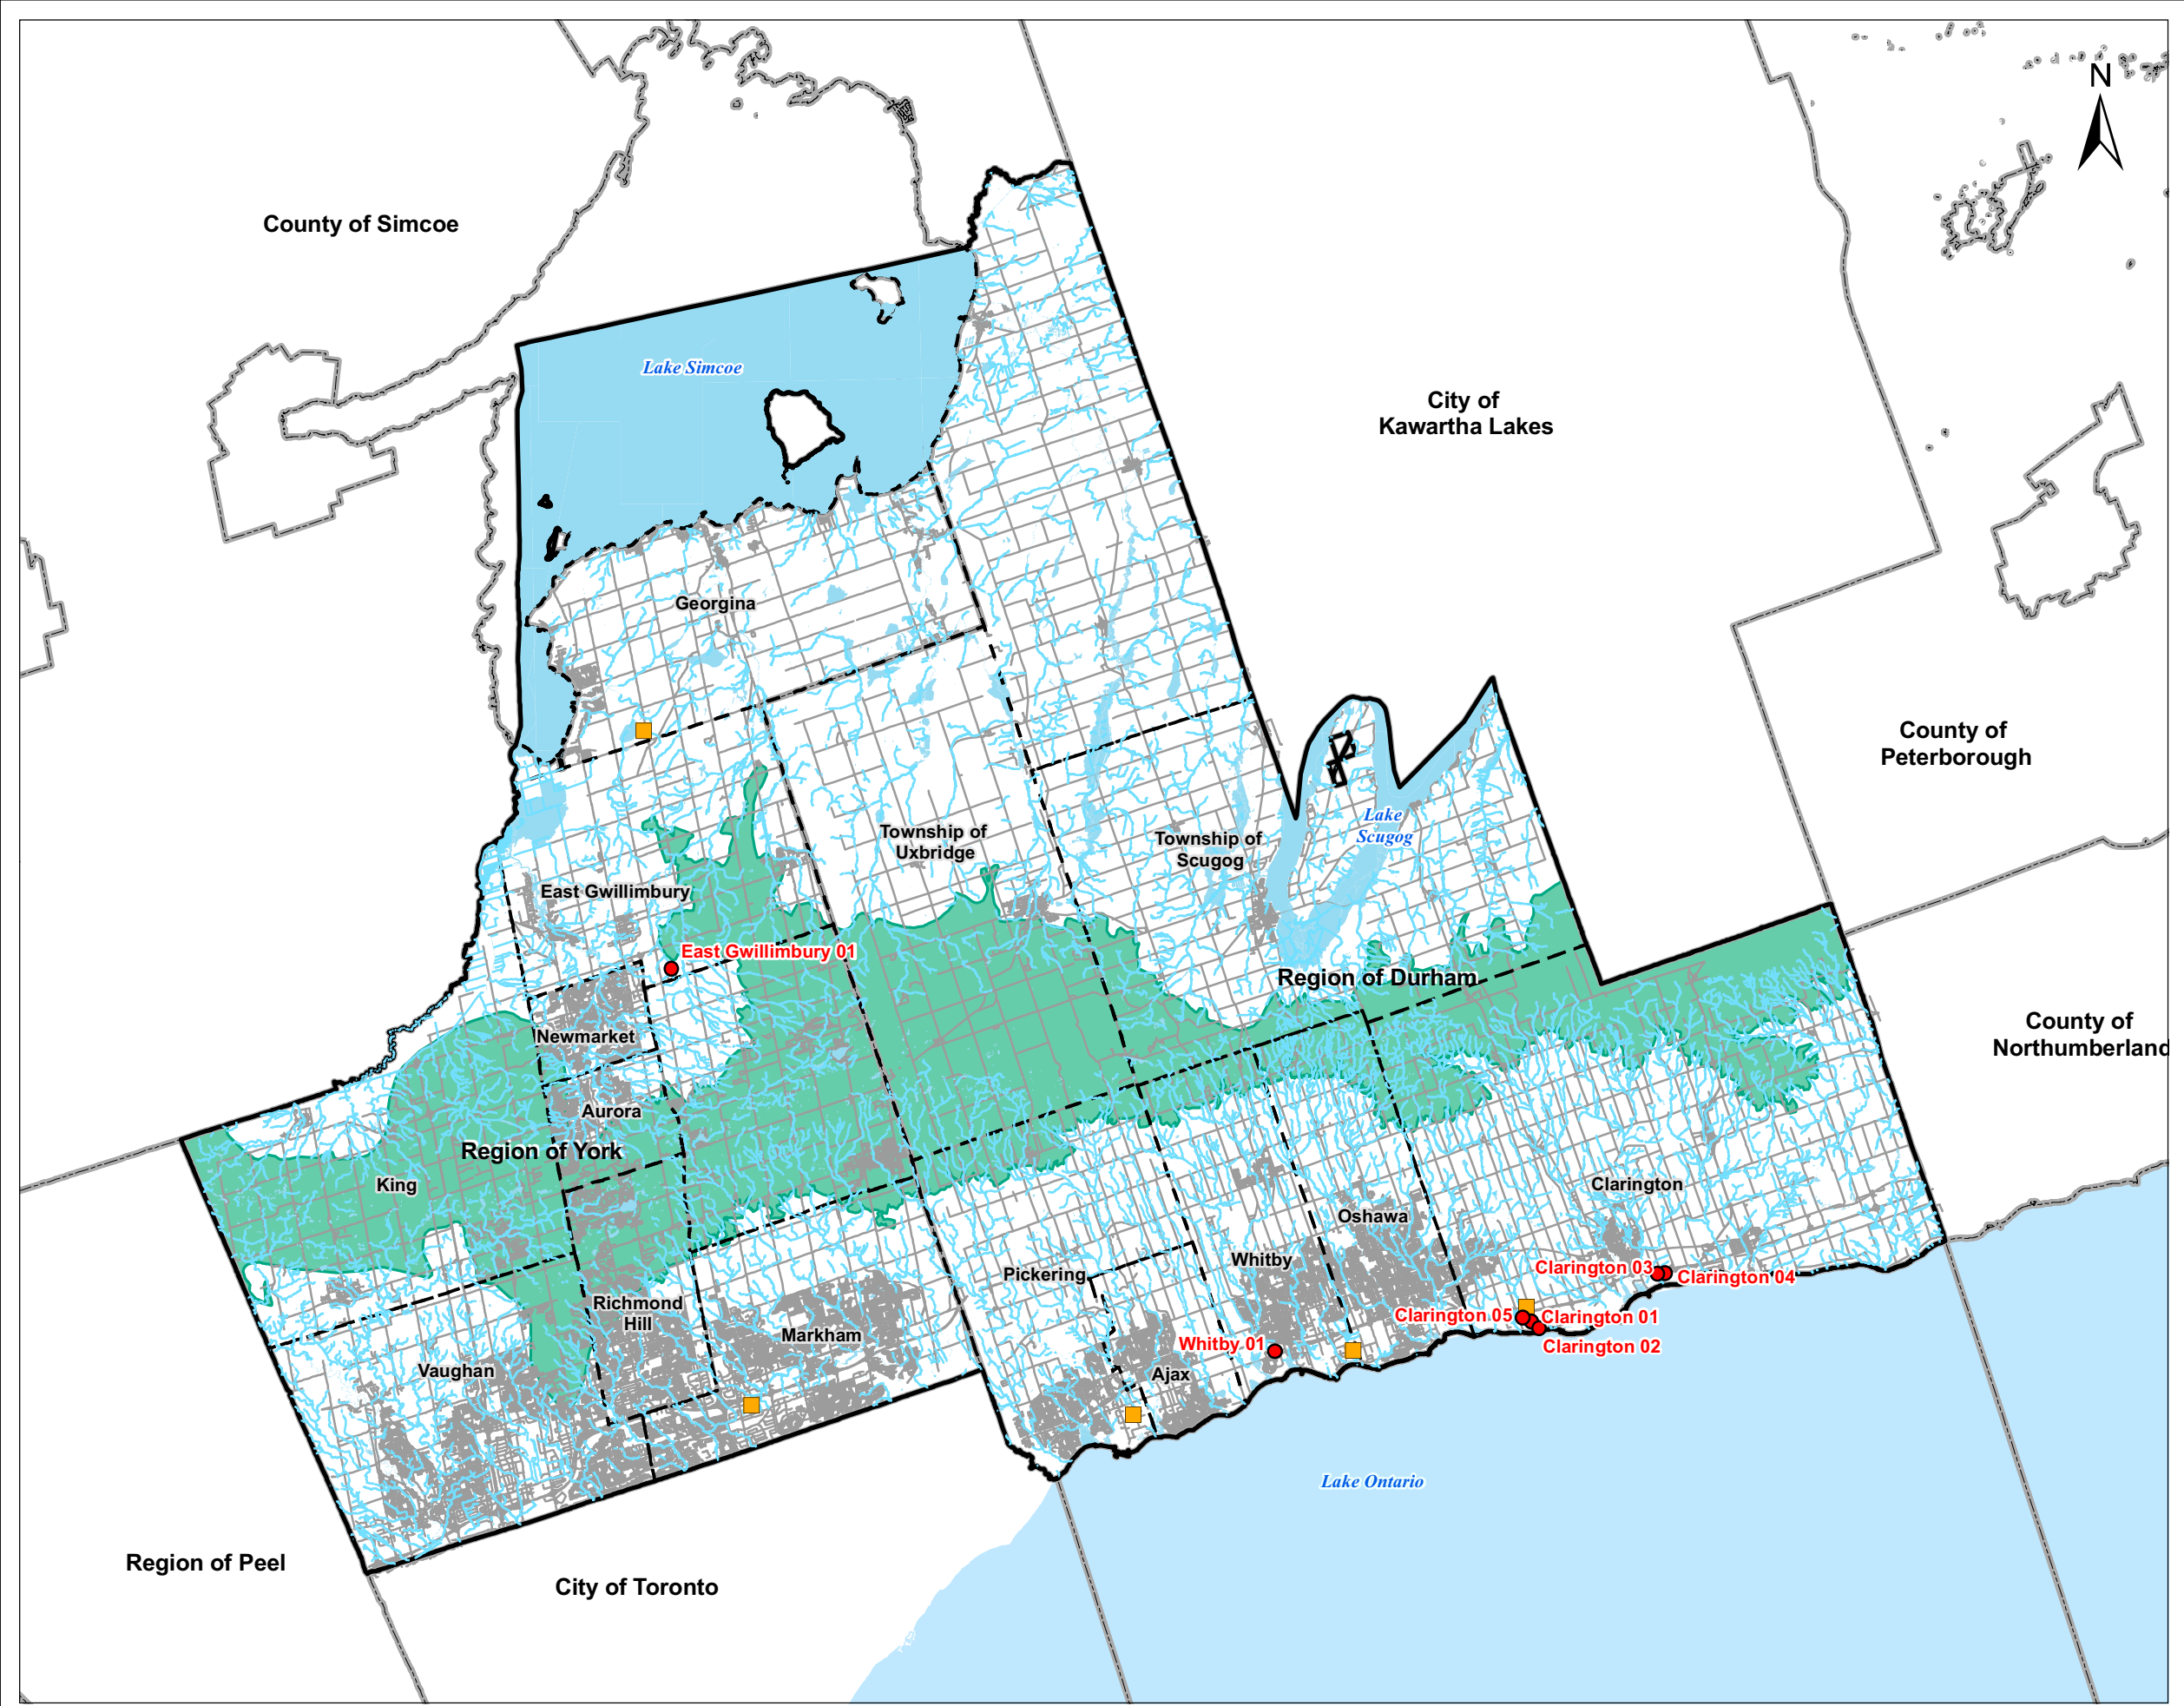 N
County of Simcoe
Lake Simcoe
City of
Kawartha Lakes
Georgina
County of
Peterborough
Township of
Uxbridge
Township of
Scugog
Lake
Scugog
East Gwillimbury
East Gwillimbury 01
Region of Durham
County of
Northumberland
Newmarket
Aurora
Region of York
King
Clarington
Oshawa
Whitby
Pickering
Clarington 03
Clarington 04
Richmond
Hill
Markham
Clarington 05
Clarington 01
Clarington 02
Whitby 01
Vaughan
Ajax
Lake Ontario
Region of Peel
City of Toronto